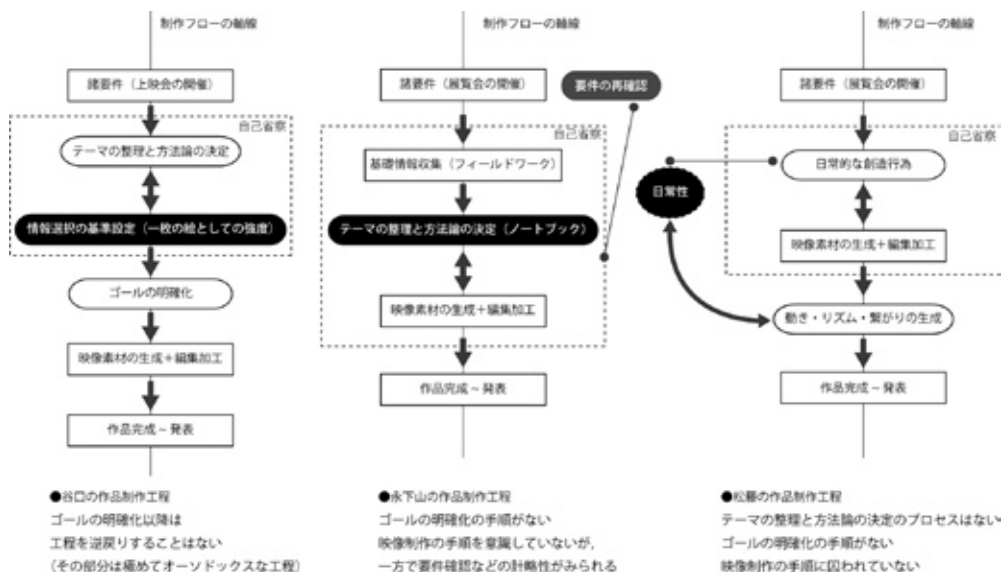 制作フローの軸線
諸要件（上映会の開催）
自己省察
テーマの整理と方法論の決定
情報選択の基準設定（一枚の絵としての強度）
ゴールの明確化
映像素材の生成＋編集加工
作品完成～発表
●谷口の作品制作工程
ゴールの明確化以降は
工程を逆戻りすることはない
（その部分は極めてオーソドックスな工程）
制作フローの軸線
諸要件（展覧会の開催）
要件の再確認
自己省察
基礎情報収集（フィールドワーク）
テーマの整理と方法論の決定（ノートブック）
映像素材の生成＋編集加工
作品完成～発表
●永下山の作品制作工程
ゴールの明確化の手順がない
映像制作の手順を意識していないが，
一方で要件確認などの計略性がみられる
制作フローの軸線
諸要件（展覧会の開催）
自己省察
日常的な創造行為
日常性
映像素材の生成＋編集加工
動き・リズム・繋がりの生成
作品完成～発表
●松藤の作品制作工程
テーマの整理と方法論の決定のプロセスはない
ゴールの明確化の手順がない
映像制作の手順に囚われていない